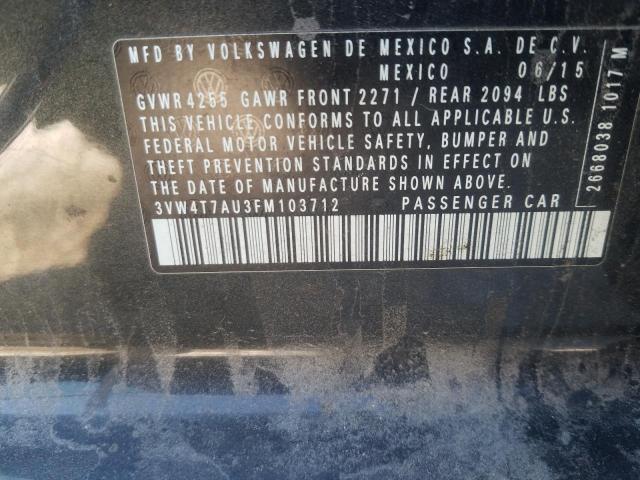 MFD BY VOLKSWAGEN DE MEXICO S.A. DE C.V.
MEXICO 06/15
GVWR 4255 GAWR FRONT 2271 / REAR 2094 LBS
THIS VEHICLE CONFORMS TO ALL APPLICABLE U.S.
FEDERAL MOTOR VEHICLE SAFETY, BUMPER AND
THEFT PREVENTION STANDARDS IN EFFECT ON
THE DATE OF MANUFACTURE SHOWN ABOVE.
3VW4T7AU3FM103712 PASSENGER CAR
2668038 1017 M